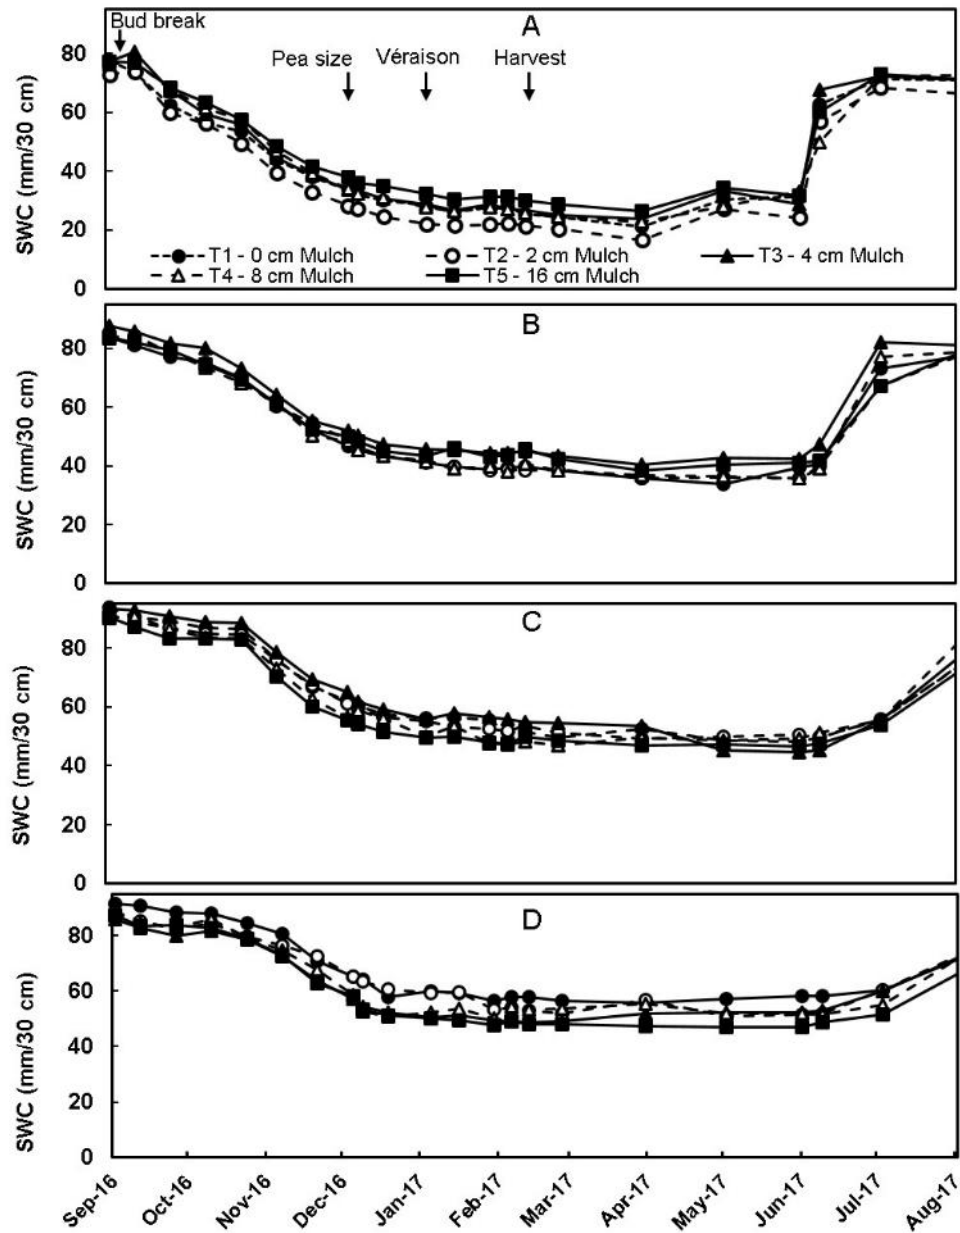 A
Bud break
Pea size
Véraison
Harvest
80
60
40
20
0
SWC (mm/30 cm)
T1 - 0 cm Mulch
T2 - 2 cm Mulch
T3 - 4 cm Mulch
T4 - 8 cm Mulch
T5 - 16 cm Mulch
B
80
60
40
20
0
SWC (mm/30 cm)
C
80
60
40
20
0
SWC (mm/30 cm)
D
80
60
40
20
0
SWC (mm/30 cm)
Sep-16
Oct-16
Nov-16
Dec-16
Jan-17
Feb-17
Mar-17
Apr-17
May-17
Jun-17
Jul-17
Aug-17